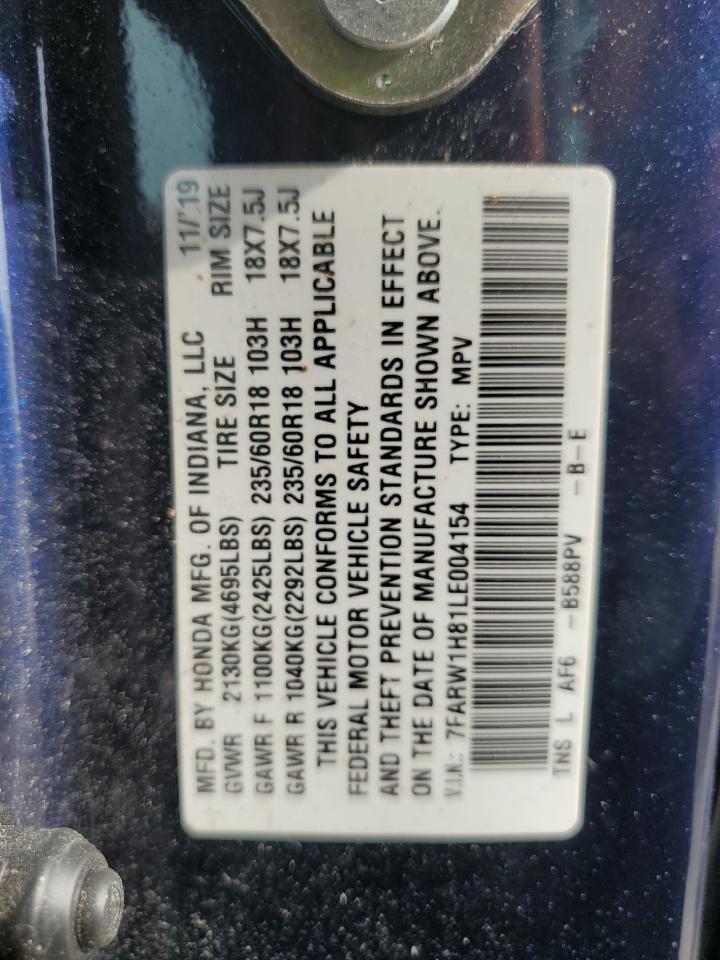 MFD. BY HONDA MFG. OF INDIANA, LLC 11/'19
GVWR 2130KG(4695LBS) TIRE SIZE RIM SIZE
GAWR F 1100KG(2425LBS) 235/60R18 103H 18X7.5J
GAWR R 1040KG(2292LBS) 235/60R18 103H 18X7.5J
THIS VEHICLE CONFORMS TO ALL APPLICABLE
FEDERAL MOTOR VEHICLE SAFETY
AND THEFT PREVENTION STANDARDS IN EFFECT
ON THE DATE OF MANUFACTURE SHOWN ABOVE.
V.I.N.: 7FARW1H81LE004154 TYPE: MPV
TNS L AF6 -B588PV -B-E